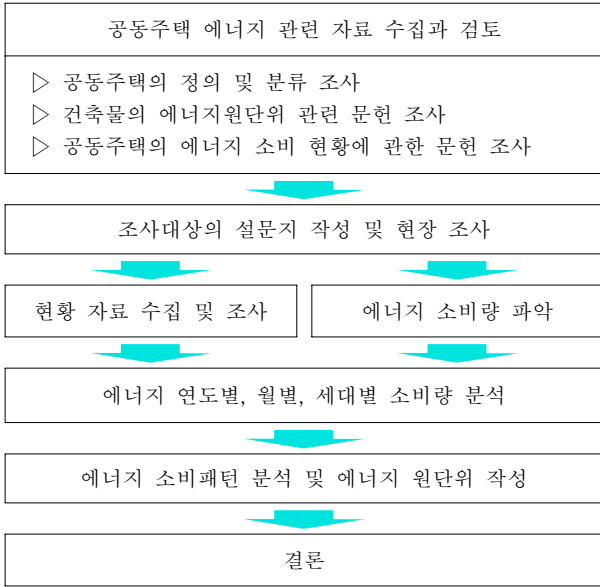 공동주택 에너지 관련 자료 수집과 검토
▷ 공동주택의 정의 및 분류 조사
▷ 건축물의 에너지원단위 관련 문헌 조사
▷ 공동주택의 에너지 소비 현황에 관한 문헌 조사
조사대상의 설문지 작성 및 현장 조사
현황 자료 수집 및 조사
에너지 소비량 파악
에너지 연도별, 월별, 세대별 소비량 분석
에너지 소비패턴 분석 및 에너지 원단위 작성
결론